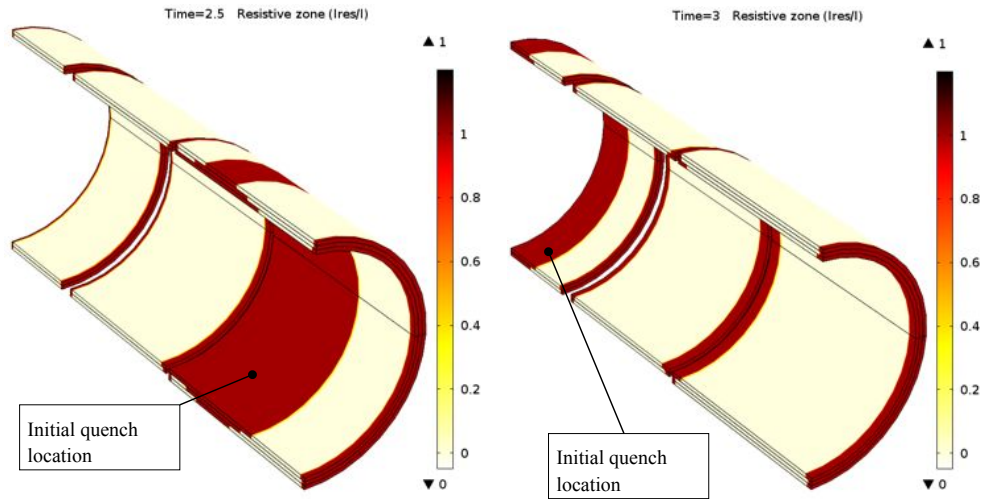 Time=2.5 Resistive zone (Ires/I)
▲ 1
1
0.8
0.6
0.4
0.2
0
▼ 0
Initial quench
location
Time=3 Resistive zone (Ires/I)
▲ 1
1
0.8
0.6
0.4
0.2
0
▼ 0
Initial quench
location